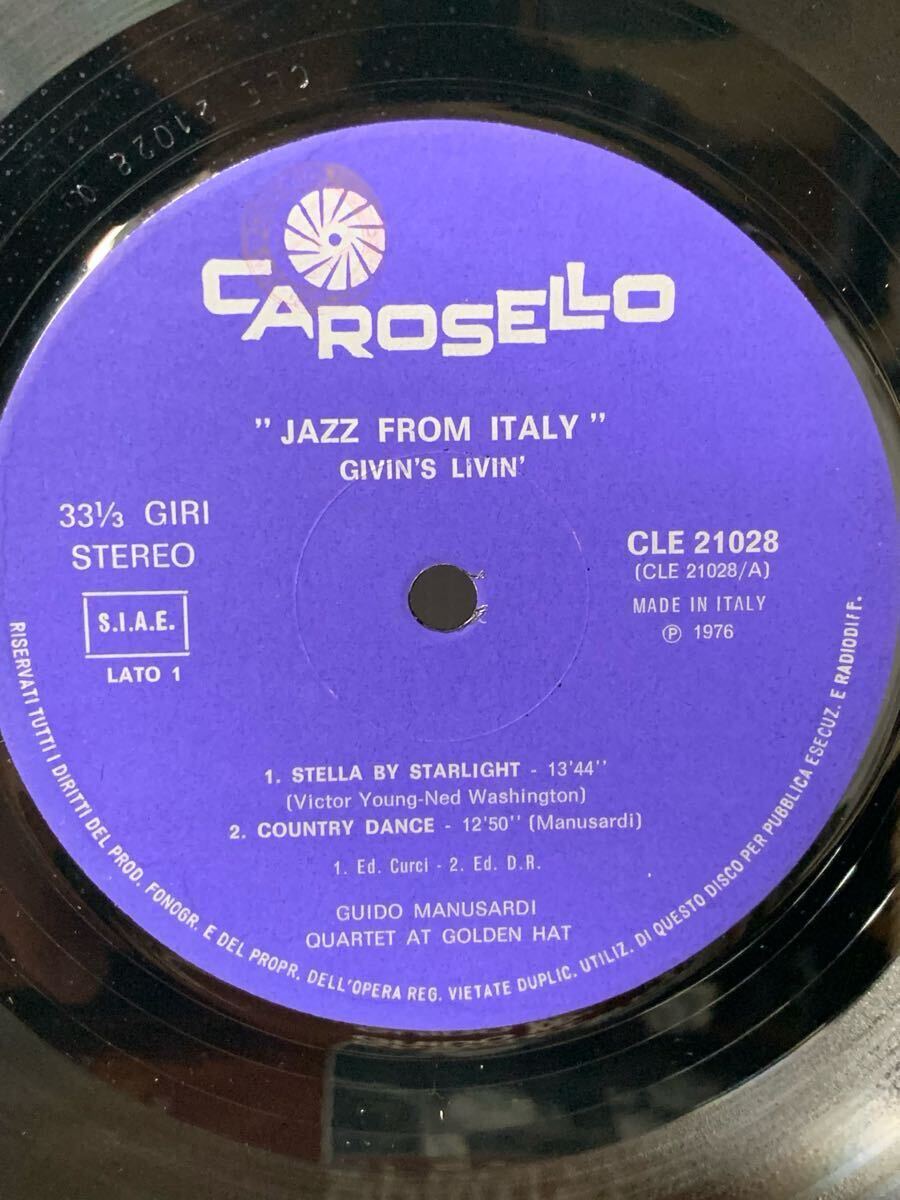 CLE 21028 A
CAROSELLO
"JAZZ FROM ITALY"
GIVIN'S LIVIN'
33⅓ GIRI
STEREO
S.I.A.E.
LATO 1
CLE 21028
(CLE 21028/A)
MADE IN ITALY
Ⓟ 1976
1. STELLA BY STARLIGHT - 13'44''
(Victor Young-Ned Washington)
2. COUNTRY DANCE - 12'50'' (Manusardi)
1. Ed. Curci - 2. Ed. D.R.
GUIDO MANUSARDI
QUARTET AT GOLDEN HAT
RISERVATI TUTTI I DIRITTI DEL PROD. FONOGR. E DEL PROPR. DELL'OPERA REG. VIETATE DUPLIC. UTILIZ. DI QUESTO DISCO PER PUBBLICA ESECUZ. E RADIODIFF.